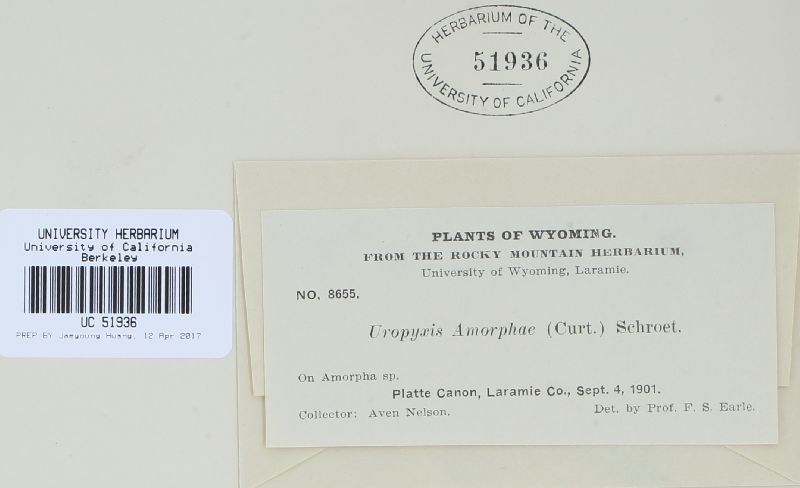 HERBARIUM OF THE
51936
UNIVERSITY OF CALIFORNIA
UNIVERSITY HERBARIUM
University of California
Berkeley
UC 51936
PREP BY Jaeyoung Huang, 12 Apr 2017
PLANTS OF WYOMING.
FROM THE ROCKY MOUNTAIN HERBARIUM,
University of Wyoming, Laramie.
NO. 8655.
Uropyxis Amorphae (Curt.) Schroet.
On Amorpha sp.
Platte Canon, Laramie Co., Sept. 4, 1901.
Collector: Aven Nelson. Det. by Prof. F. S. Earle.